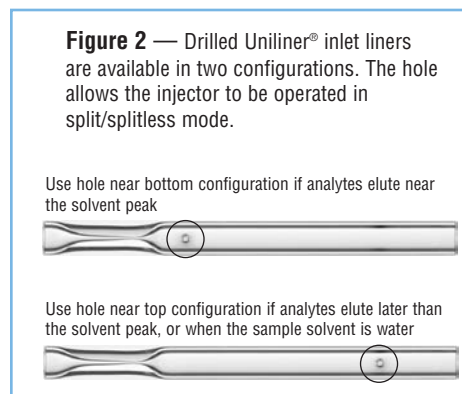 Figure 2 — Drilled Uniliner® inlet liners
are available in two configurations. The hole
allows the injector to be operated in
split/splitless mode.
Use hole near bottom configuration if analytes elute near
the solvent peak
Use hole near top configuration if analytes elute later than
the solvent peak, or when the sample solvent is water